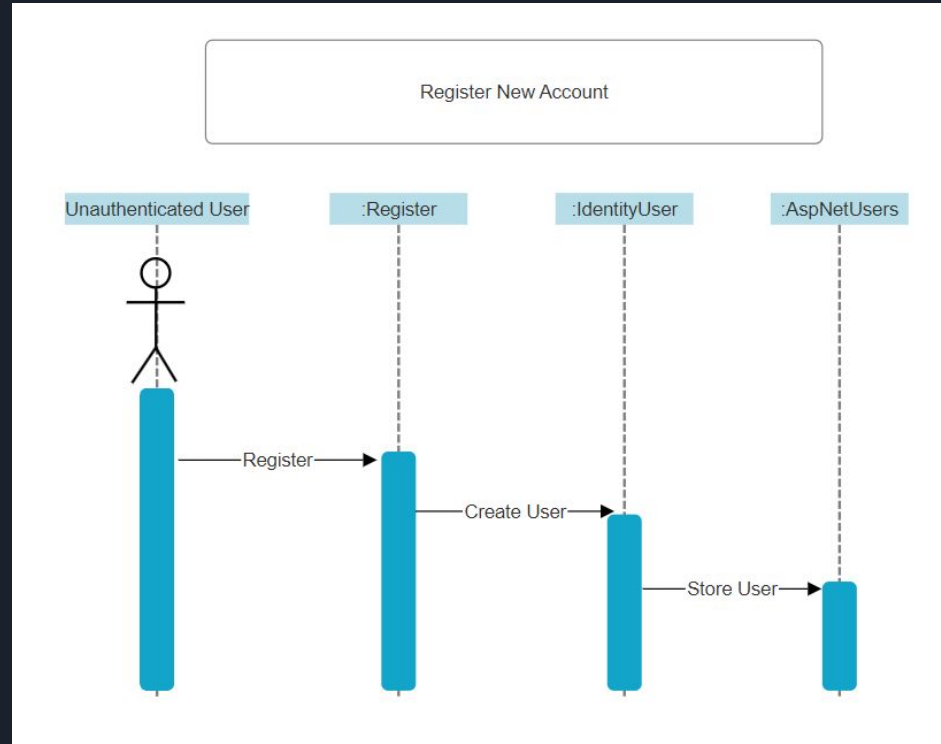 Register New Account
Unauthenticated User
:Register
:IdentityUser
:AspNetUsers
Register
Create User
Store User